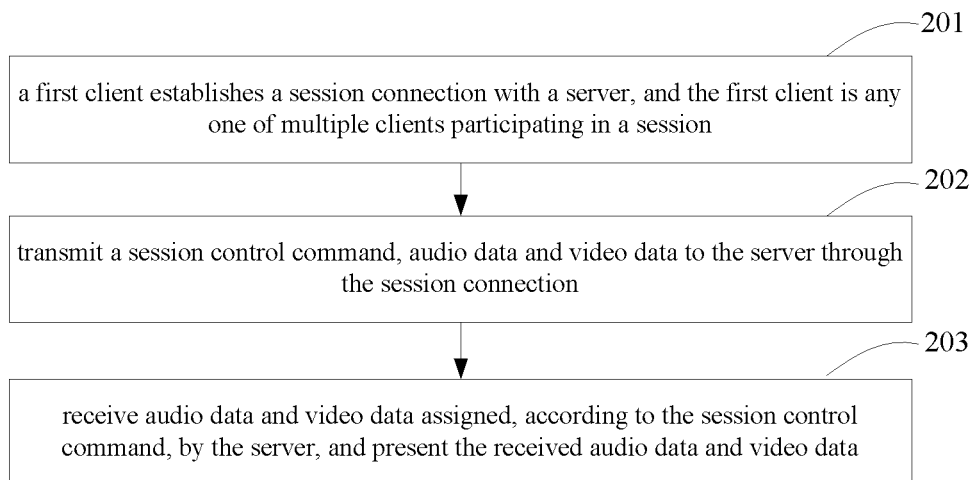 201
a first client establishes a session connection with a server, and the first client is any
one of multiple clients participating in a session
202
transmit a session control command, audio data and video data to the server through
the session connection
203
receive audio data and video data assigned, according to the session control
command, by the server, and present the received audio data and video data